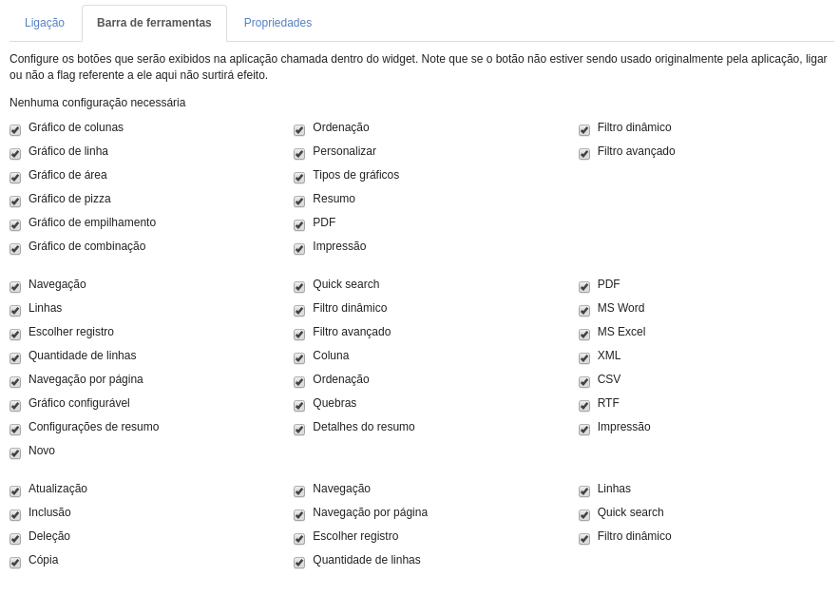 Ligação
Barra de ferramentas
Propriedades
Configure os botões que serão exibidos na aplicação chamada dentro do widget. Note que se o botão não estiver sendo usado originalmente pela aplicação, ligar
ou não a flag referente a ele aqui não surtirá efeito.
Nenhuma configuração necessária
Gráfico de colunas
Gráfico de linha
Gráfico de área
Gráfico de pizza
Gráfico de empilhamento
Gráfico de combinação
Ordenação
Personalizar
Tipos de gráficos
Resumo
PDF
Impressão
Filtro dinâmico
Filtro avançado
Navegação
Linhas
Escolher registro
Quantidade de linhas
Navegação por página
Gráfico configurável
Configurações de resumo
Novo
Quick search
Filtro dinâmico
Filtro avançado
Coluna
Ordenação
Quebras
Detalhes do resumo
PDF
MS Word
MS Excel
XML
CSV
RTF
Impressão
Atualização
Inclusão
Deleção
Cópia
Navegação
Navegação por página
Escolher registro
Quantidade de linhas
Linhas
Quick search
Filtro dinâmico